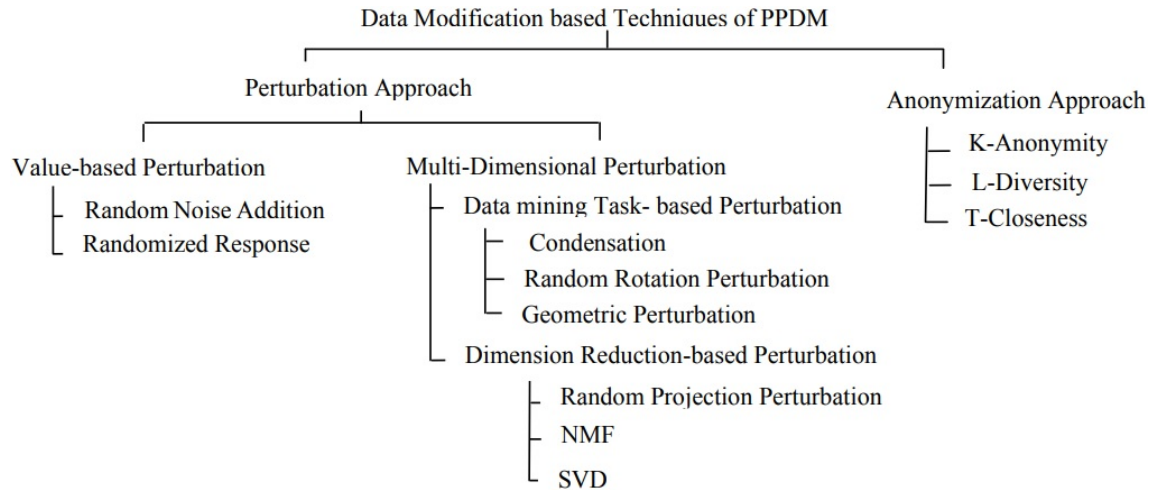 Data Modification based Techniques of PPDM
Perturbation Approach
Anonymization Approach
K-Anonymity
L-Diversity
T-Closeness
Value-based Perturbation
Random Noise Addition
Randomized Response
Multi-Dimensional Perturbation
Data mining Task- based Perturbation
Condensation
Random Rotation Perturbation
Geometric Perturbation
Dimension Reduction-based Perturbation
Random Projection Perturbation
NMF
SVD